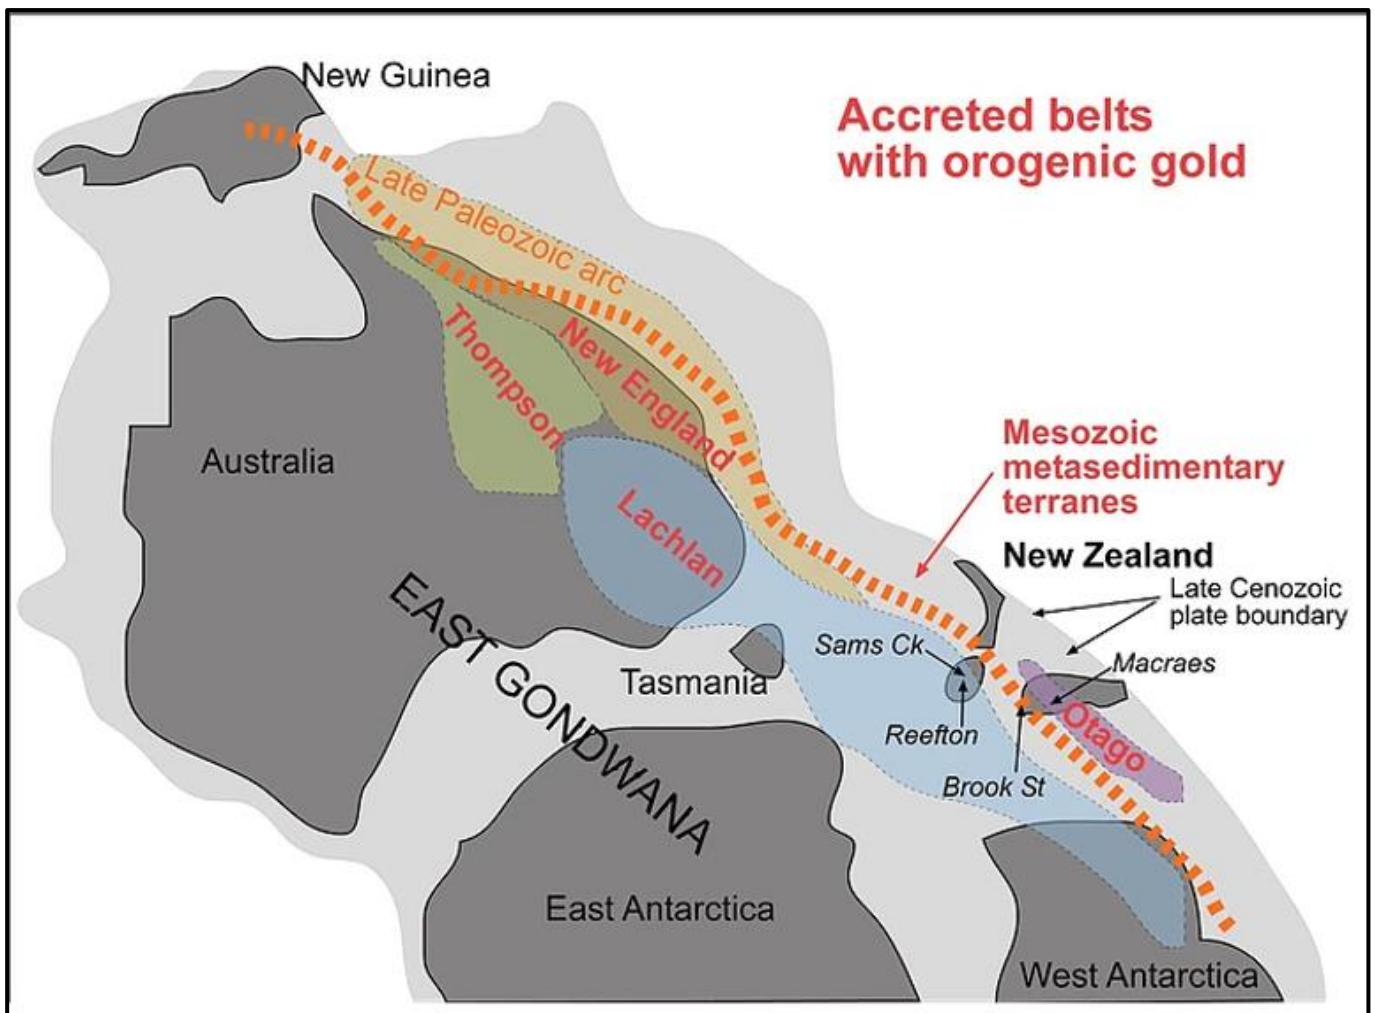 New Guinea
Accreted belts
with orogenic gold
Late Paleozoic arc
Thompson
New England
Australia
Lachlan
Mesozoic
metasedimentary
terranes
New Zealand
Late Cenozoic
plate boundary
EAST GONDWANA
Sams Ck
Macraes
Tasmania
Otago
Reefton
Brook St
East Antarctica
West Antarctica